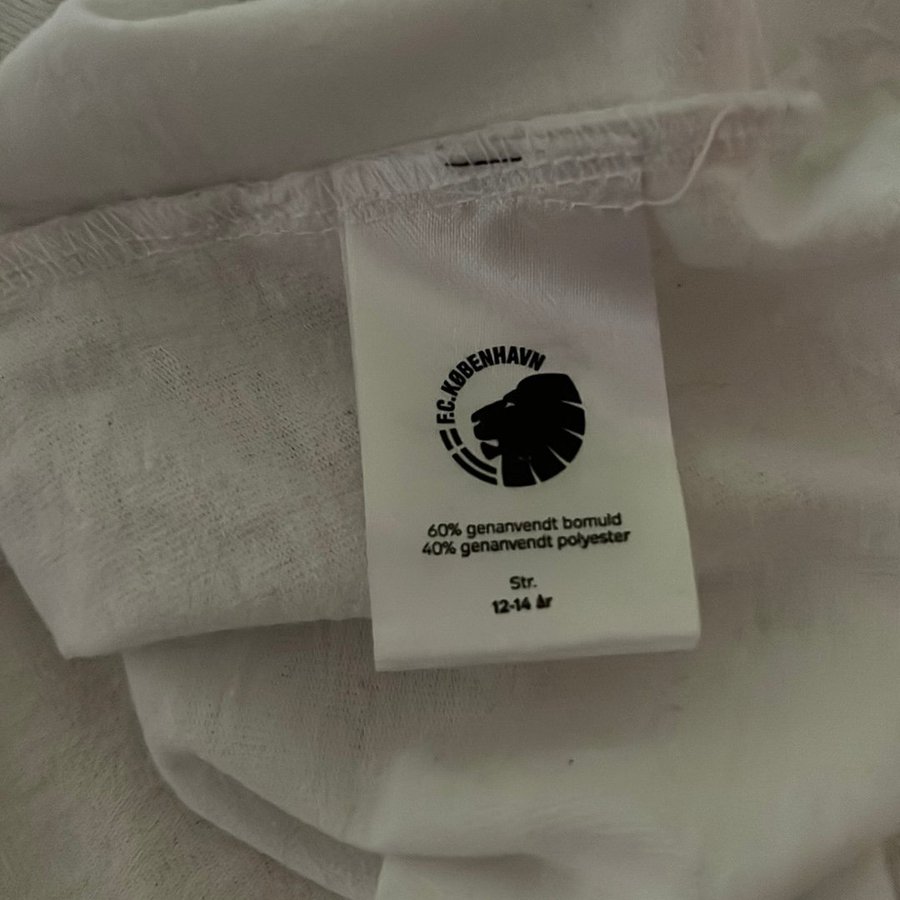 F.C. KØBENHAVN
60% genanvendt bomuld
40% genanvendt polyester
Str.
12-14 år